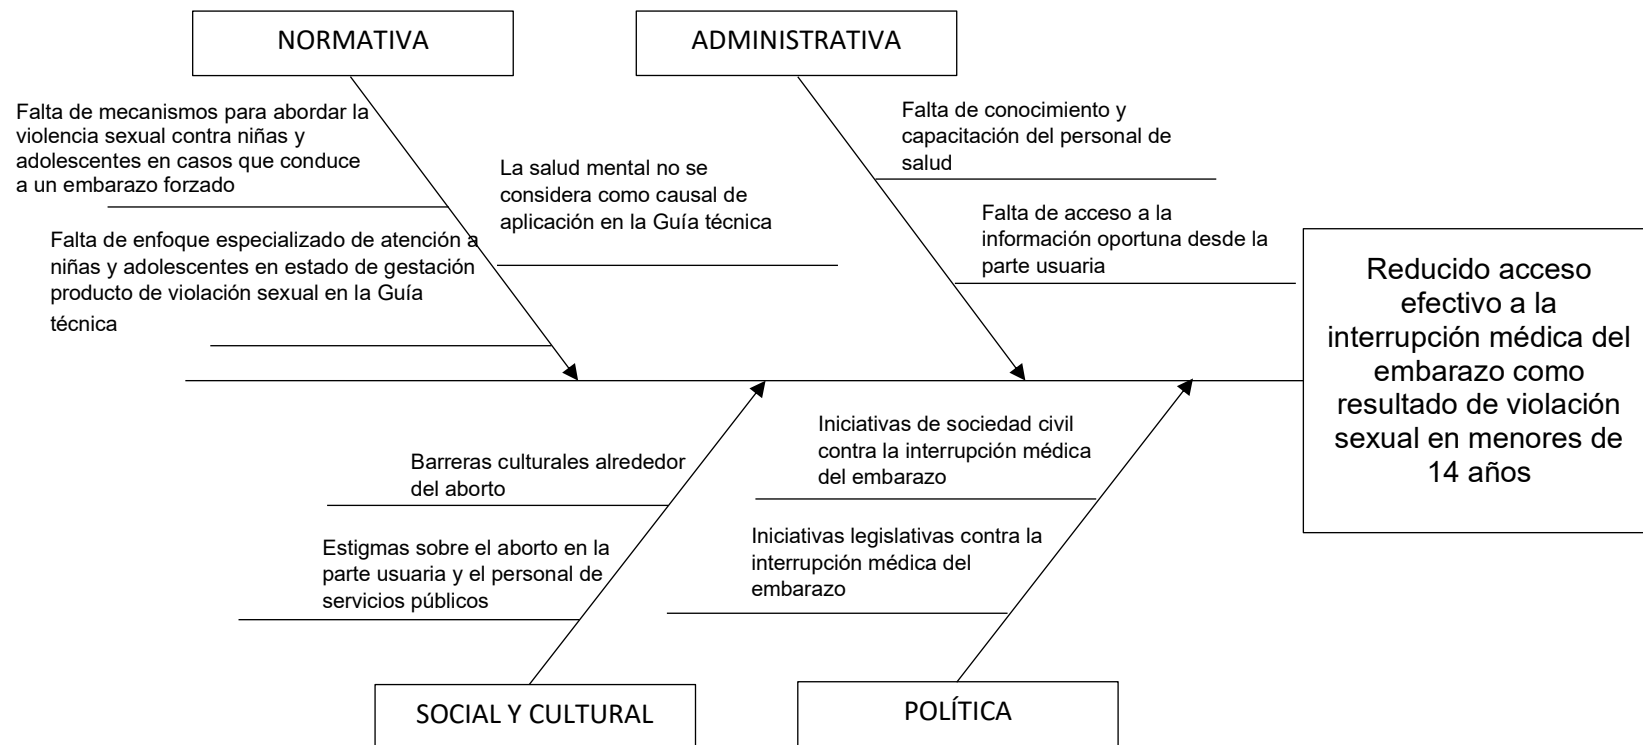 NORMATIVA
ADMINISTRATIVA
Falta de mecanismos para abordar la
violencia sexual contra niñas y
adolescentes en casos que conduce
a un embarazo forzado
Falta de enfoque especializado de atención a
niñas y adolescentes en estado de gestación
producto de violación sexual en la Guía
técnica
La salud mental no se
considera como causal de
aplicación en la Guía técnica
Falta de conocimiento y
capacitación del personal de
salud
Falta de acceso a la
información oportuna desde la
parte usuaria
Reducido acceso
efectivo a la
interrupción médica del
embarazo como
resultado de violación
sexual en menores de
14 años
Barreras culturales alrededor
del aborto
Estigmas sobre el aborto en la
parte usuaria y el personal de
servicios públicos
Iniciativas de sociedad civil
contra la interrupción médica
del embarazo
Iniciativas legislativas contra la
interrupción médica del
embarazo
SOCIAL Y CULTURAL
POLÍTICA